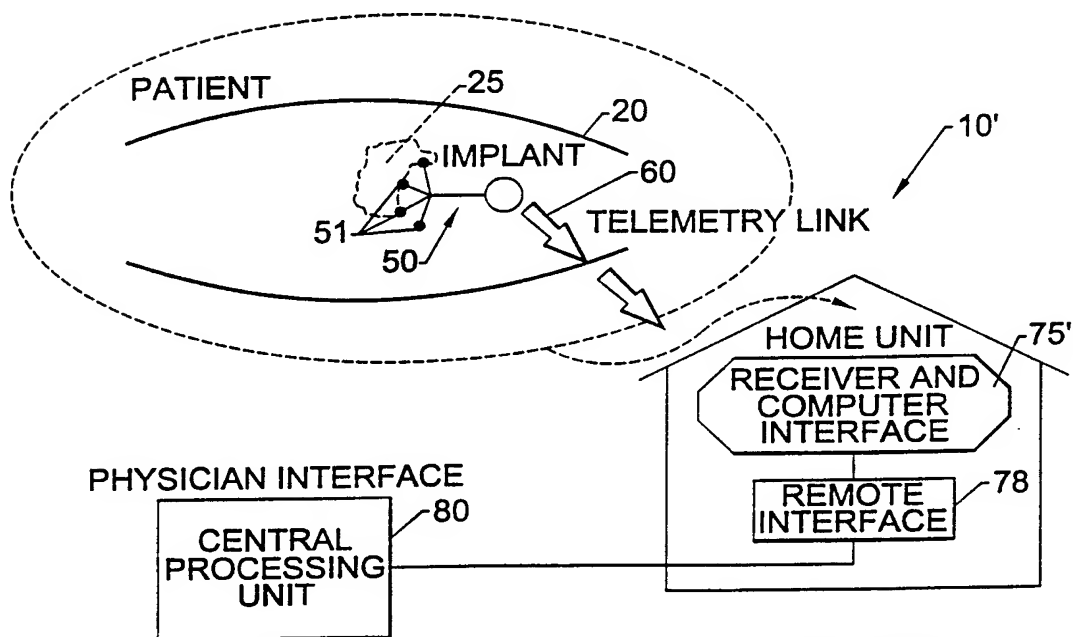 PATIENT
25
20
IMPLANT
60
10'
51
50
TELEMETRY LINK
HOME UNIT
75'
RECEIVER AND
COMPUTER
INTERFACE
PHYSICIAN INTERFACE
80
REMOTE
INTERFACE
78
CENTRAL
PROCESSING
UNIT